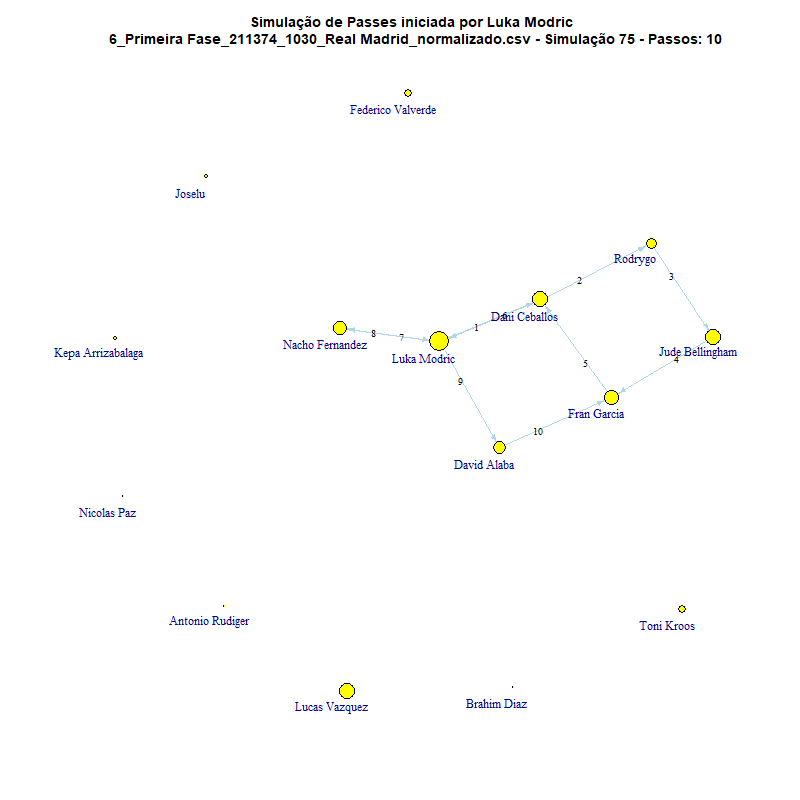 Simulação de Passes iniciada por Luka Modric
6_Primeira Fase_211374_1030_Real Madrid_normalizado.csv - Simulação 75 - Passos: 10
Federico Valverde
Joselu
Rodrygo
2
3
Dani Ceballos
1
6
8
7
Nacho Fernandez
Luka Modric
Kepa Arrizabalaga
Jude Bellingham
4
5
9
Fran Garcia
10
David Alaba
Nicolas Paz
Antonio Rudiger
Toni Kroos
Lucas Vazquez
Brahim Diaz